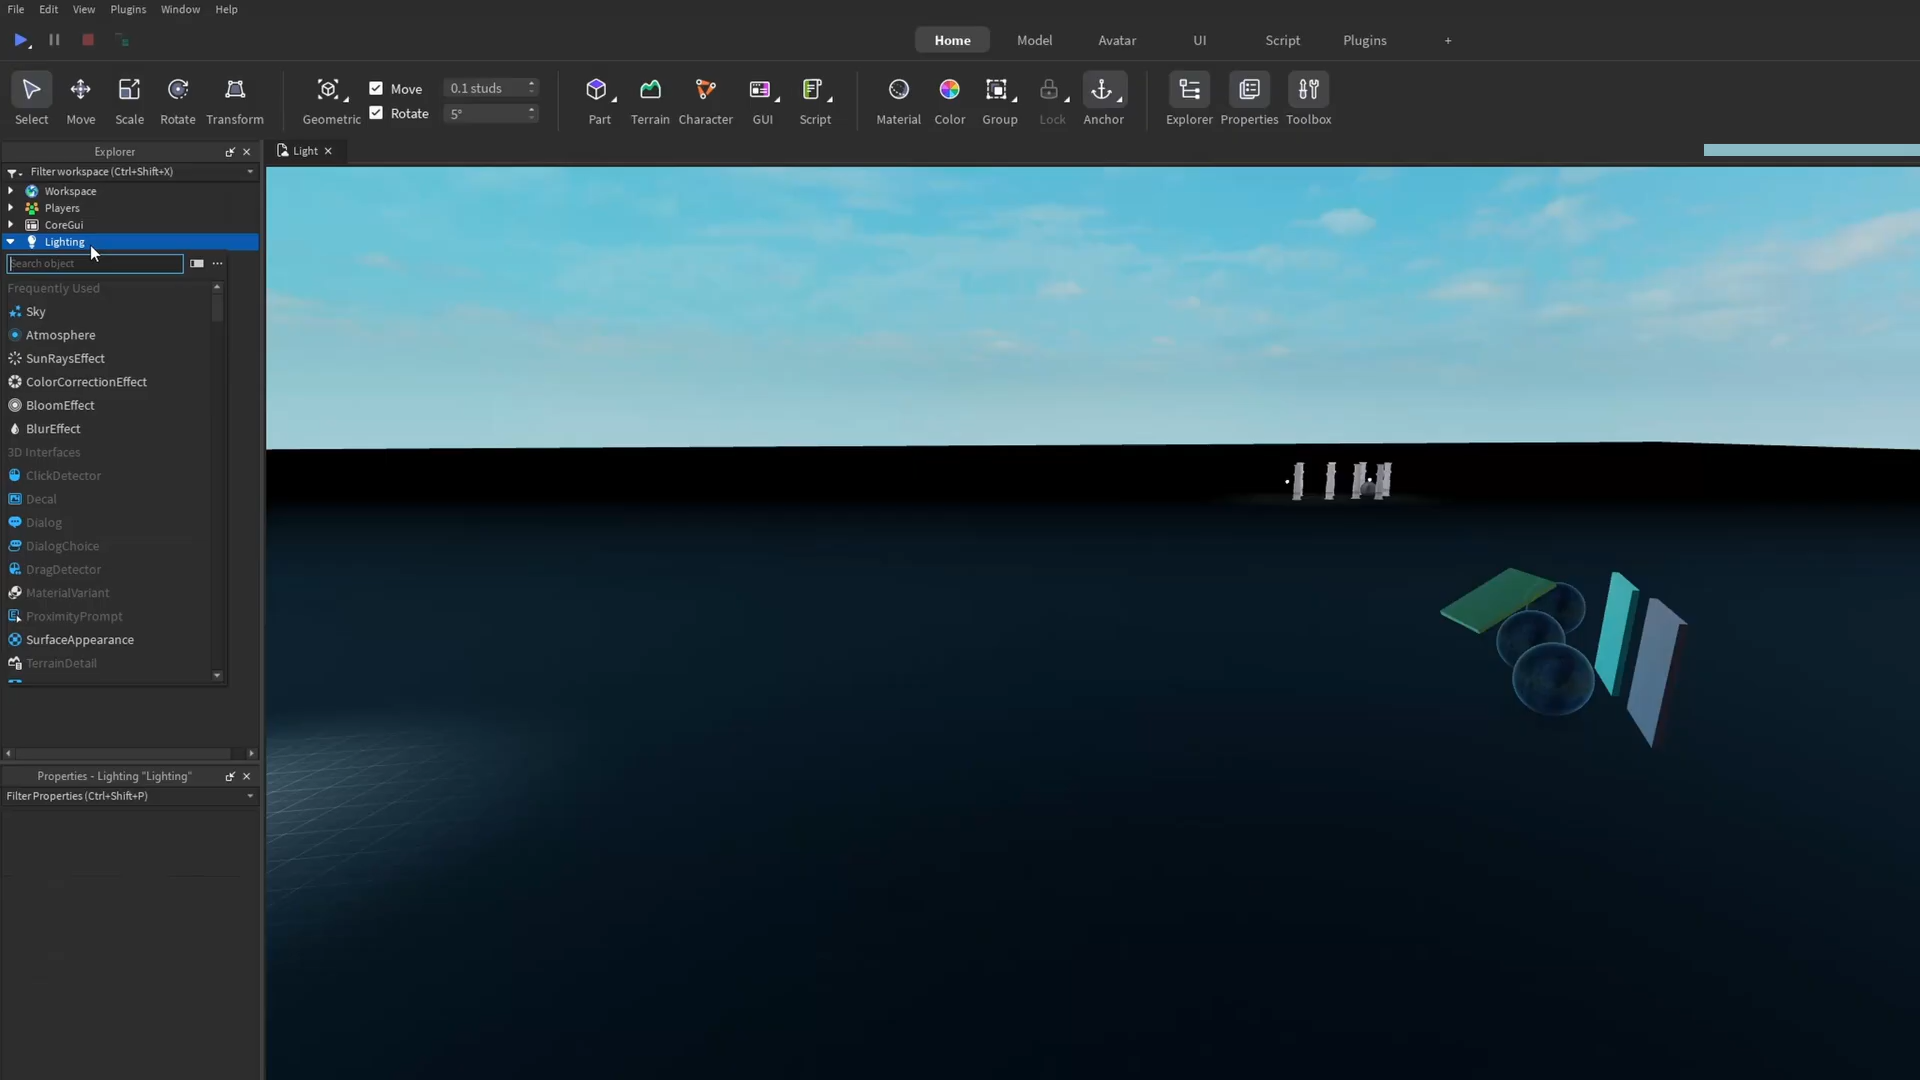 File Edit View Plugins Window Help
Home Model Avatar UI Script Plugins +
Move 0.1 studs
Rotate 5°
Select Move Scale Rotate Transform Geometric Part Terrain Character GUI Script Material Color Group Lock Anchor Explorer Properties Toolbox
Explorer
Light
Filter workspace (Ctrl+Shift+X)
Workspace
Players
CoreGui
Lighting
Search object
Frequently Used
Sky
Atmosphere
SunRaysEffect
ColorCorrectionEffect
BloomEffect
BlurEffect
3D Interfaces
ClickDetector
Decal
Dialog
DialogChoice
DragDetector
MaterialVariant
ProximityPrompt
SurfaceAppearance
TerrainDetail
Properties - Lighting "Lighting"
Filter Properties (Ctrl+Shift+P)